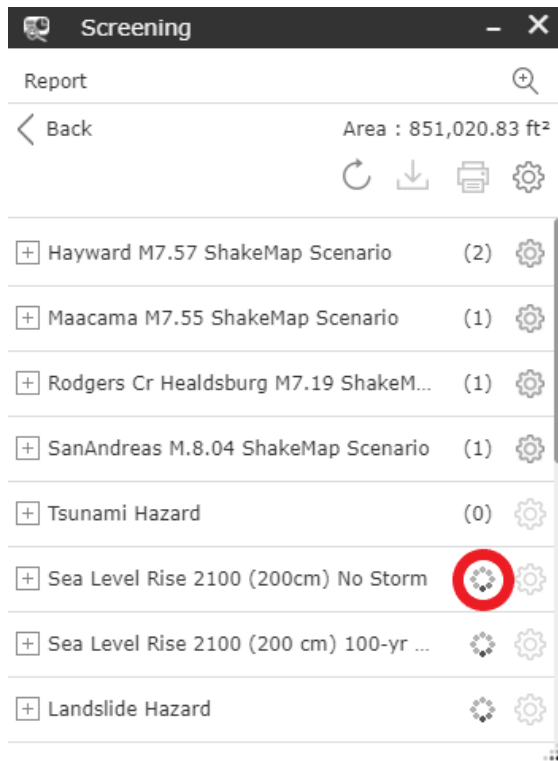 Screening
Report
Back Area : 851,020.83 ft²
Hayward M7.57 ShakeMap Scenario (2)
Maacama M7.55 ShakeMap Scenario (1)
Rodgers Cr Healdsburg M7.19 ShakeM... (1)
SanAndreas M.8.04 ShakeMap Scenario (1)
Tsunami Hazard (0)
Sea Level Rise 2100 (200cm) No Storm
Sea Level Rise 2100 (200 cm) 100-yr ...
Landslide Hazard